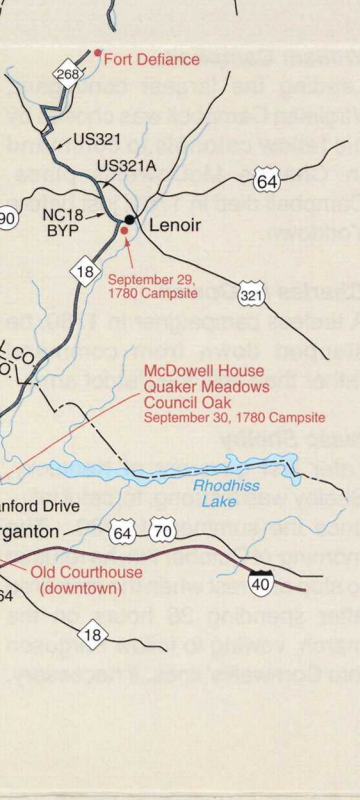 Fort Defiance
268
US321
US321A
64
90
NC18
BYP
Lenoir
18
September 29,
1780 Campsite
321
L CO.
O.
McDowell House
Quaker Meadows
Council Oak
September 30, 1780 Campsite
Rhodhiss
Lake
anford Drive
rganton
64
70
Old Courthouse
(downtown)
40
64
18